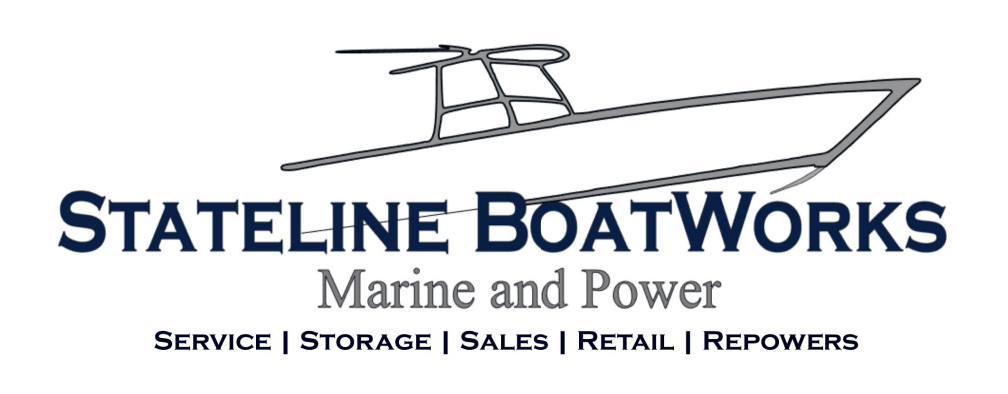 STATELINE BOATWORKS
Marine and Power
SERVICE | STORAGE | SALES | RETAIL | REPOWERS